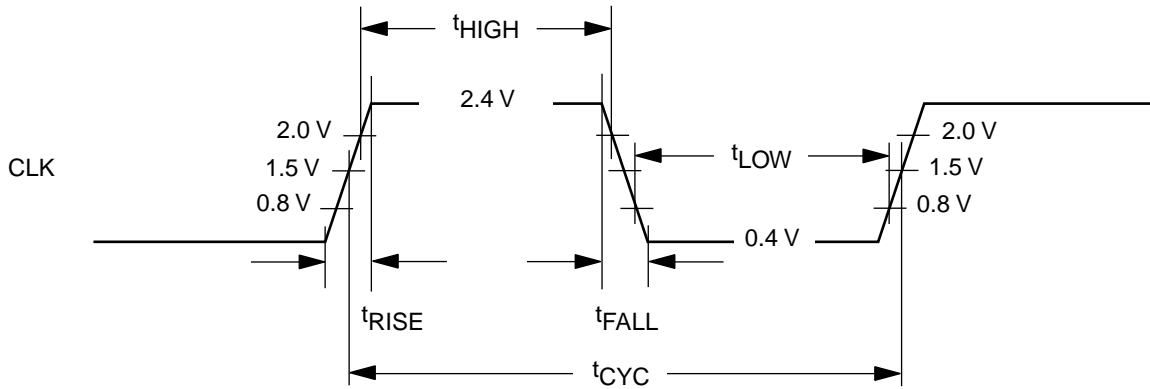 tHIGH
2.4 V
2.0 V
2.0 V
CLK
1.5 V
tLOW
1.5 V
0.8 V
0.8 V
0.4 V
tRISE
tFALL
tCYC